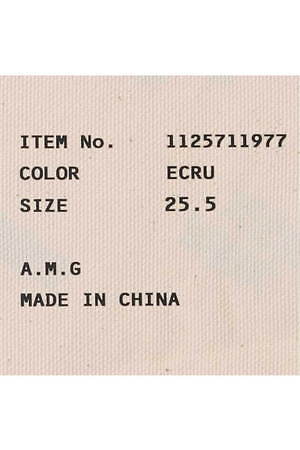 ITEM No. 1125711977
COLOR ECRU
SIZE 25.5
A.M.G
MADE IN CHINA